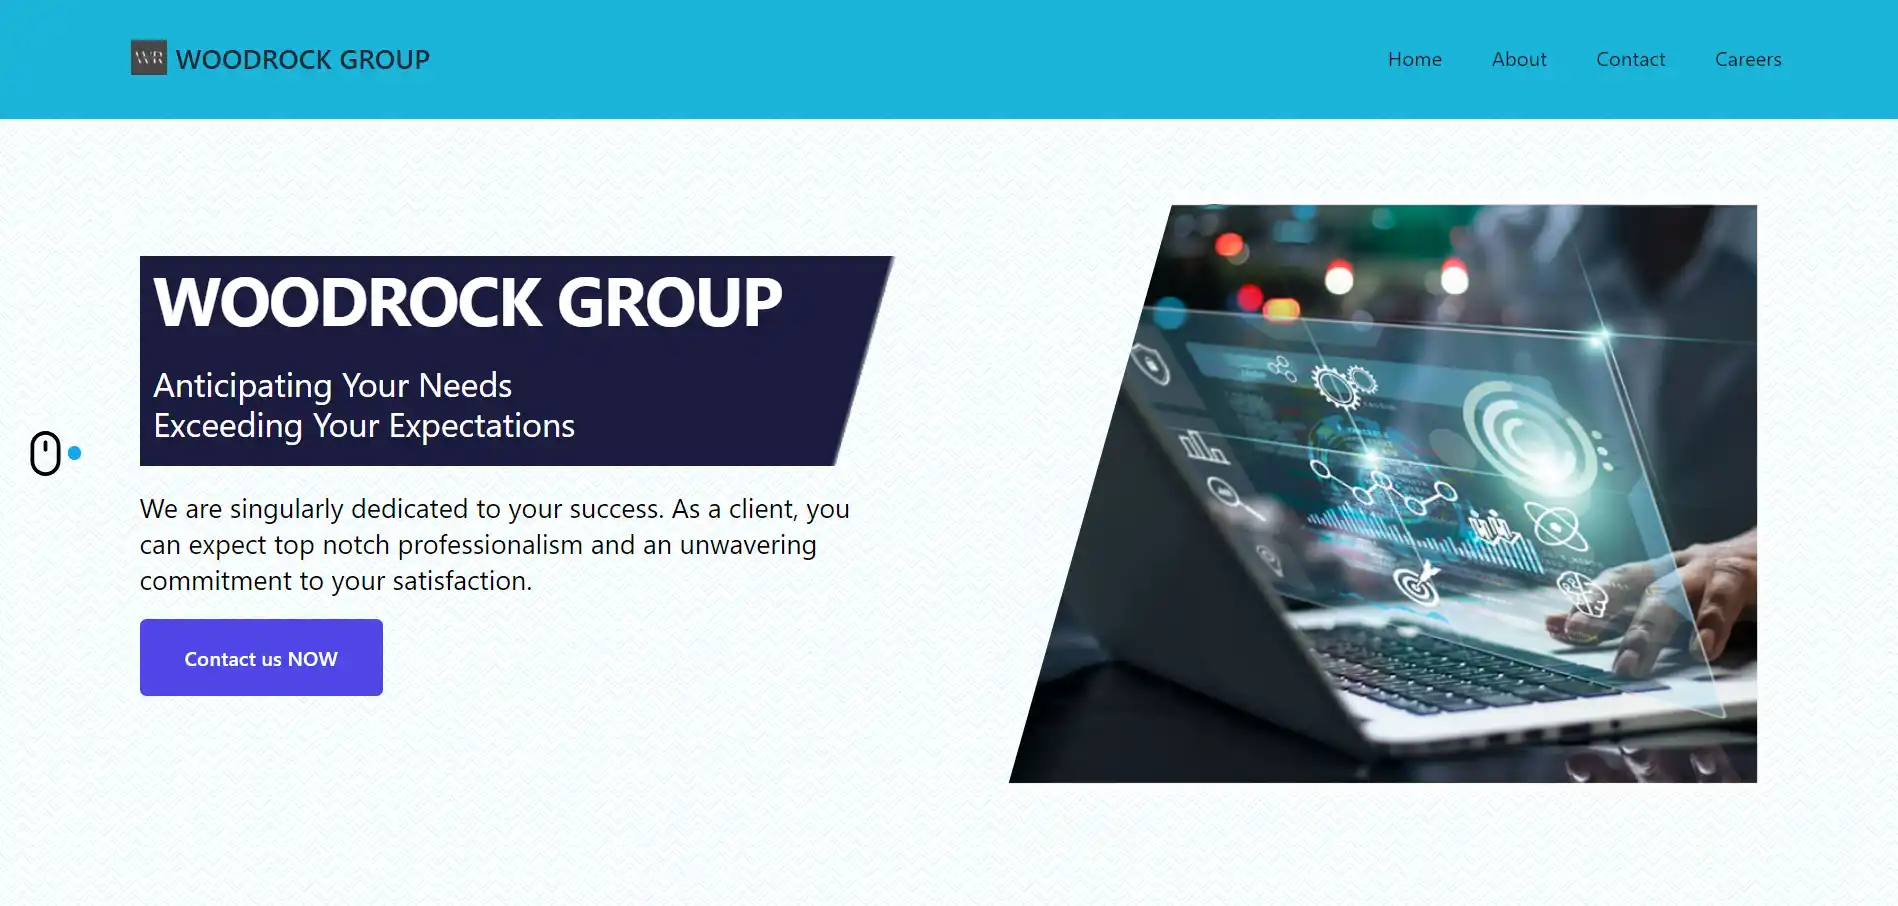 WR WOODROCK GROUP
Home About Contact Careers
WOODROCK GROUP
Anticipating Your Needs
Exceeding Your Expectations
We are singularly dedicated to your success. As a client, you
can expect top notch professionalism and an unwavering
commitment to your satisfaction.
Contact us NOW